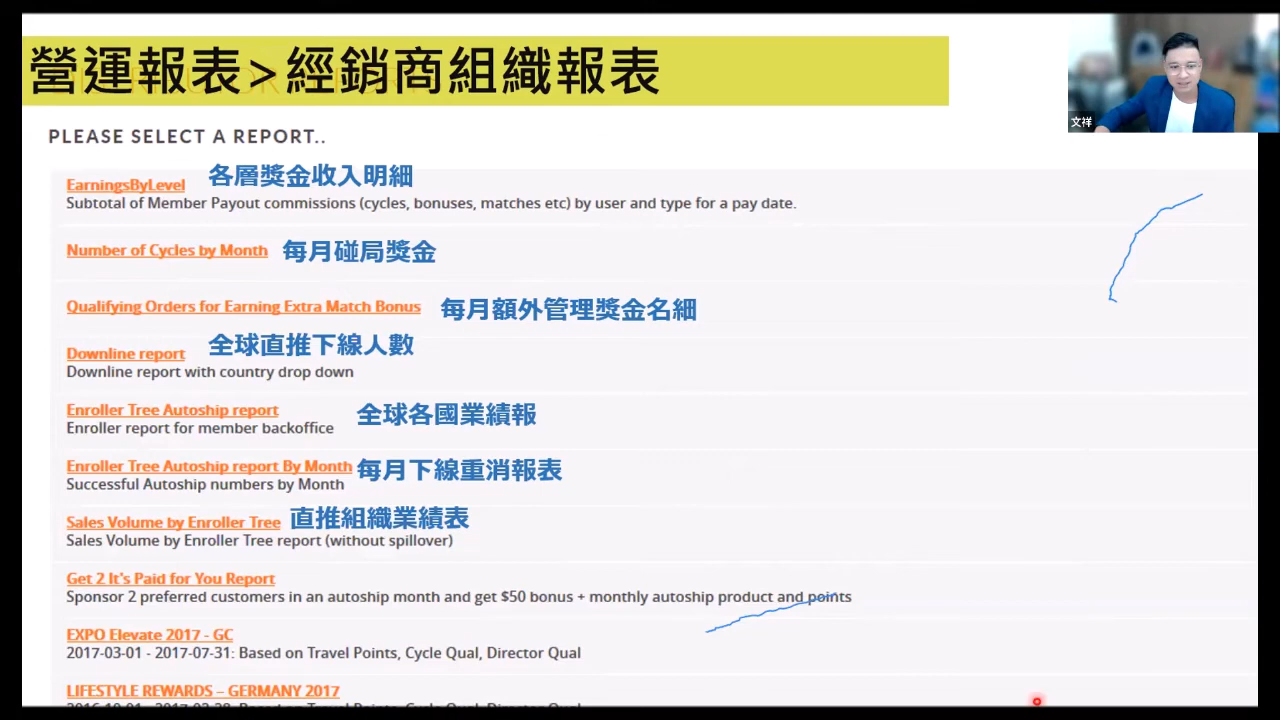 營運報表>經銷商組織報表
文祥
PLEASE SELECT A REPORT..
EarningsByLevel 各層獎金收入明細
Subtotal of Member Payout commissions (cycles, bonuses, matches etc) by user and type for a pay date.
Number of Cycles by Month 每月碰局獎金
Qualifying Orders for Earning Extra Match Bonus 每月額外管理獎金名細
Downline report 全球直推下線人數
Downline report with country drop down
Enroller Tree Autoship report 全球各國業績報
Enroller report for member backoffice
Enroller Tree Autoship report By Month 每月下線重消報表
Successful Autoship numbers by Month
Sales Volume by Enroller Tree 直推組織業績表
Sales Volume by Enroller Tree report (without spillover)
Get 2 It's Paid for You Report
Sponsor 2 preferred customers in an autoship month and get $50 bonus + monthly autoship product and points
EXPO Elevate 2017 - GC
2017-03-01 - 2017-07-31: Based on Travel Points, Cycle Qual, Director Qual
LIFESTYLE REWARDS – GERMANY 2017